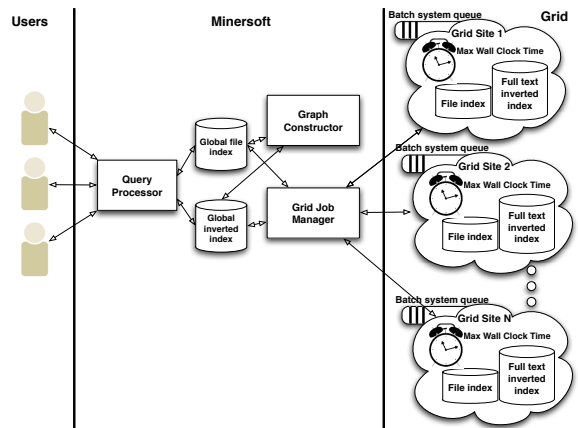 Users
Minersoft
Grid
Batch system queue
Grid Site 1
Max Wall Clock Time
File index
Full text
inverted
index
Graph
Constructor
Global file
index
Query
Processor
Global
inverted
index
Grid Job
Manager
Batch system queue
Grid Site 2
Max Wall Clock Time
File index
Full text
inverted
index
Batch system queue
Grid Site N
Max Wall Clock Time
File index
Full text
inverted
index